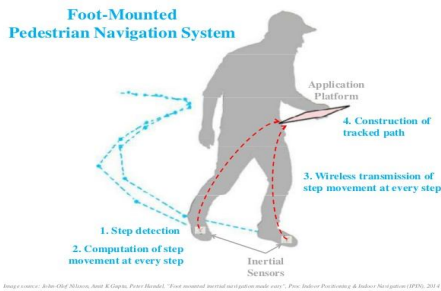 Foot-Mounted
Pedestrian Navigation System
Application
Platform
4. Construction of
tracked path
3. Wireless transmission of
step movement at every step
1. Step detection
2. Computation of step
movement at every step
Inertial
Sensors
Image source: John-Olof Nilsson, Amit K Gupta, Peter Handel, "Foot mounted inertial navigation made easy", Proc Indoor Positioning & Indoor Navigation (IPIN), 2014